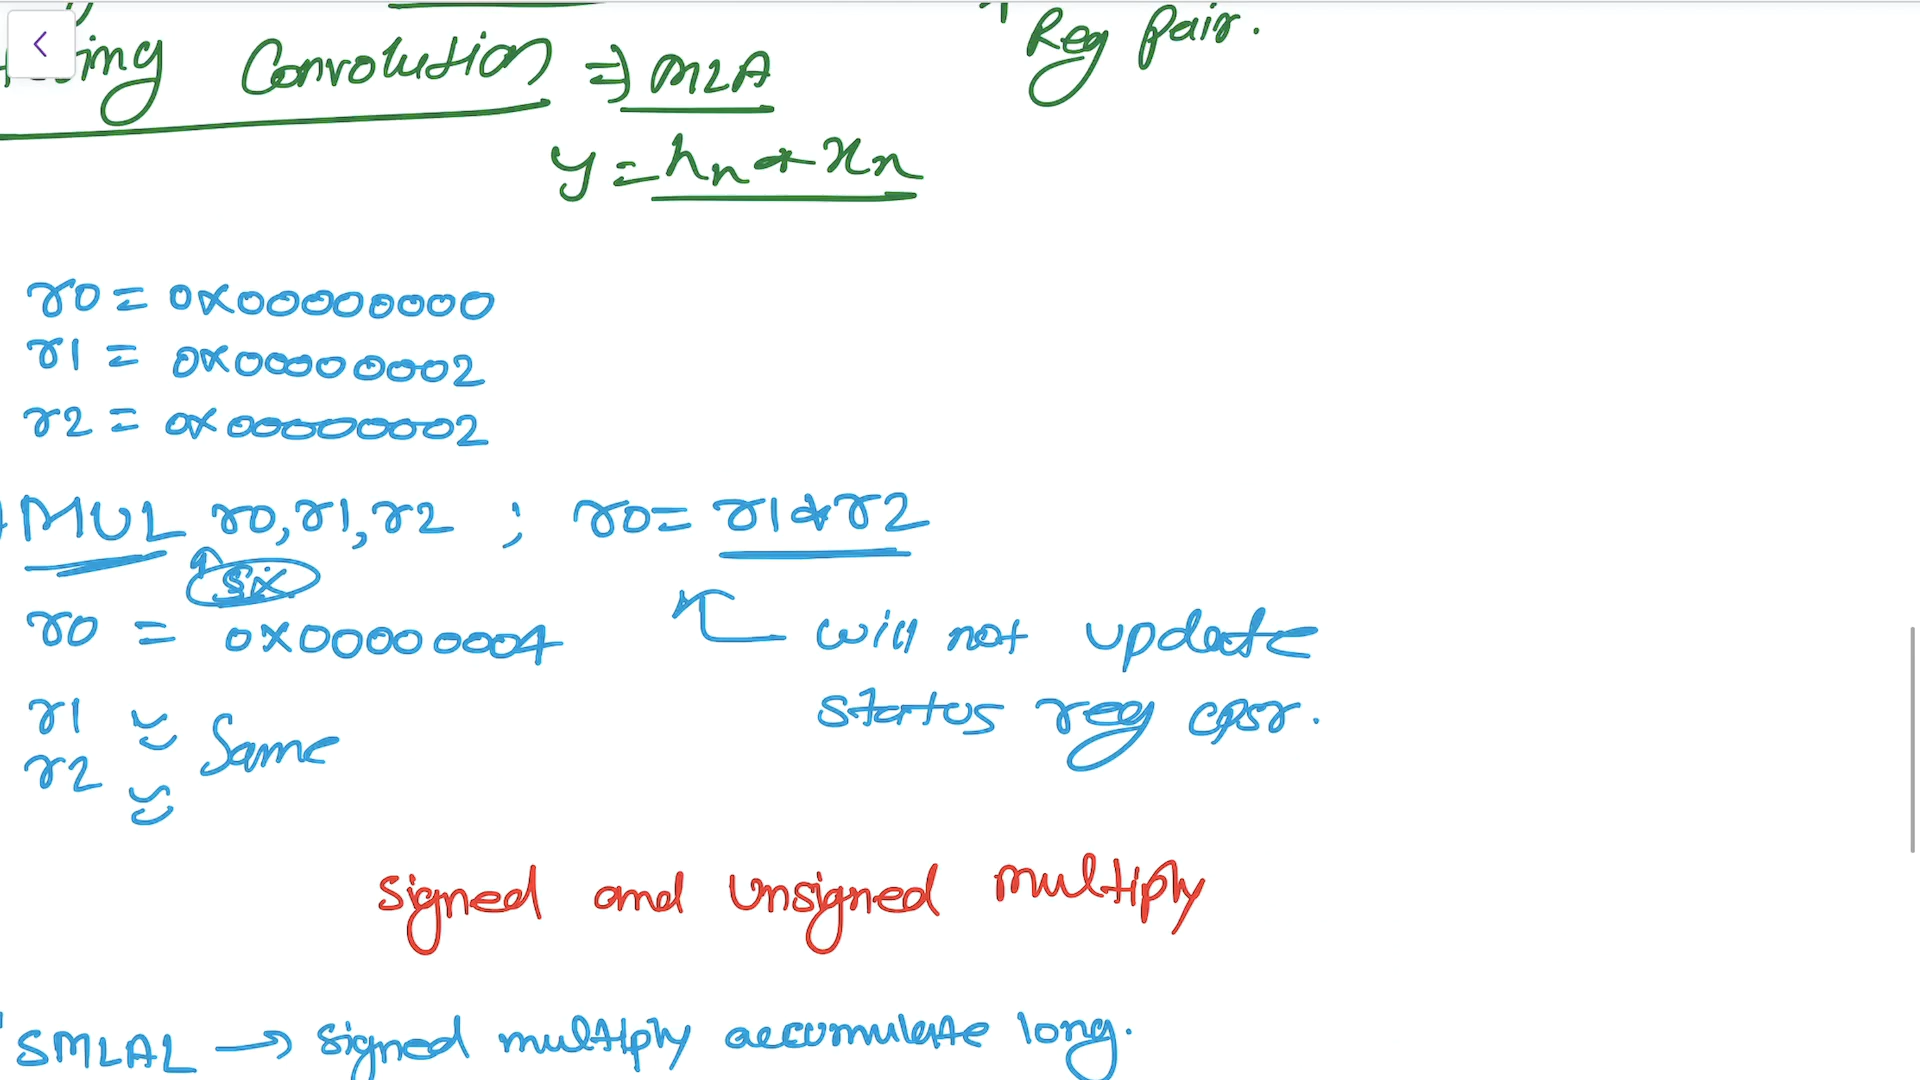 Reg pair.
ing Convolution ⇒ MLA
y = hn * xn
r0 = 0x00000000
r1 = 0x00000002
r2 = 0x00000002
MUL r0, r1, r2 ; r0 = r1*r2
r0 = 0x00000004
will not update
r1
status reg cpsr.
r2
Same
Signed and Unsigned multiply
SMLAL → signed multiply accumulate long.